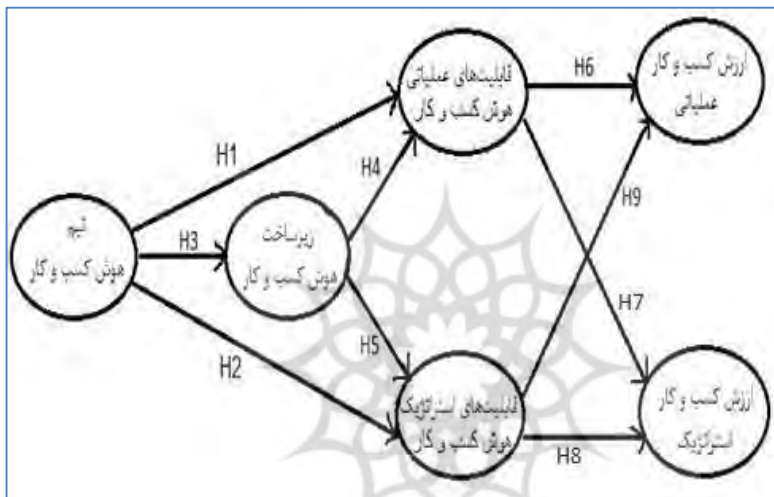 قابلیت‌های عملیاتی
هوش کسب و کار
ارزش کسب و کار
عملیاتی
H6
H1
H4
H9
تیم
هوش کسب و کار
H3
زیرساخت
هوش کسب و کار
H7
H5
H2
قابلیت‌های استراتژیک
هوش کسب و کار
ارزش کسب و کار
استراتژیک
H8